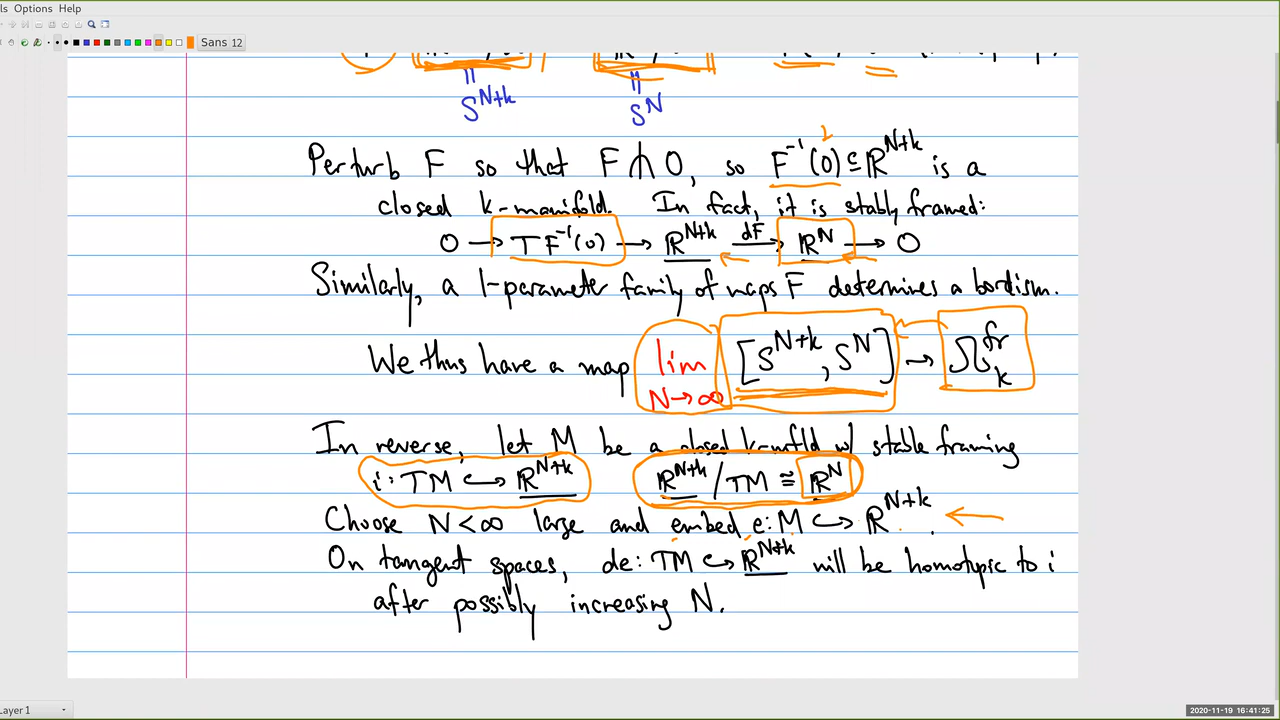 ls Options Help
Sans 12
S^{N+k} S^N
Perturb F so that F ⋔ 0, so F^{-1}(0) ⊆ ℝ^{N+k} is a
closed k-manifold. In fact, it is stably framed:
0 → T F^{-1}(0) → ℝ^{N+k} \xrightarrow{dF} ℝ^N → 0
Similarly, a 1-parameter family of maps F determines a bordism.
We thus have a map lim_{N→∞} [S^{N+k}, S^N] → Ω^{fr}_k
In reverse, let M be a closed k-mfld w/ stable framing
i: TM ↪ ℝ^{N+k} ℝ^{N+k}/TM ≅ ℝ^N
Choose N < ∞ large and embed e: M ↪ ℝ^{N+k}.
On tangent spaces, de: TM ↪ ℝ^{N+k} will be homotopic to i
after possibly increasing N.
Layer 1
2020-11-19 16:41:25